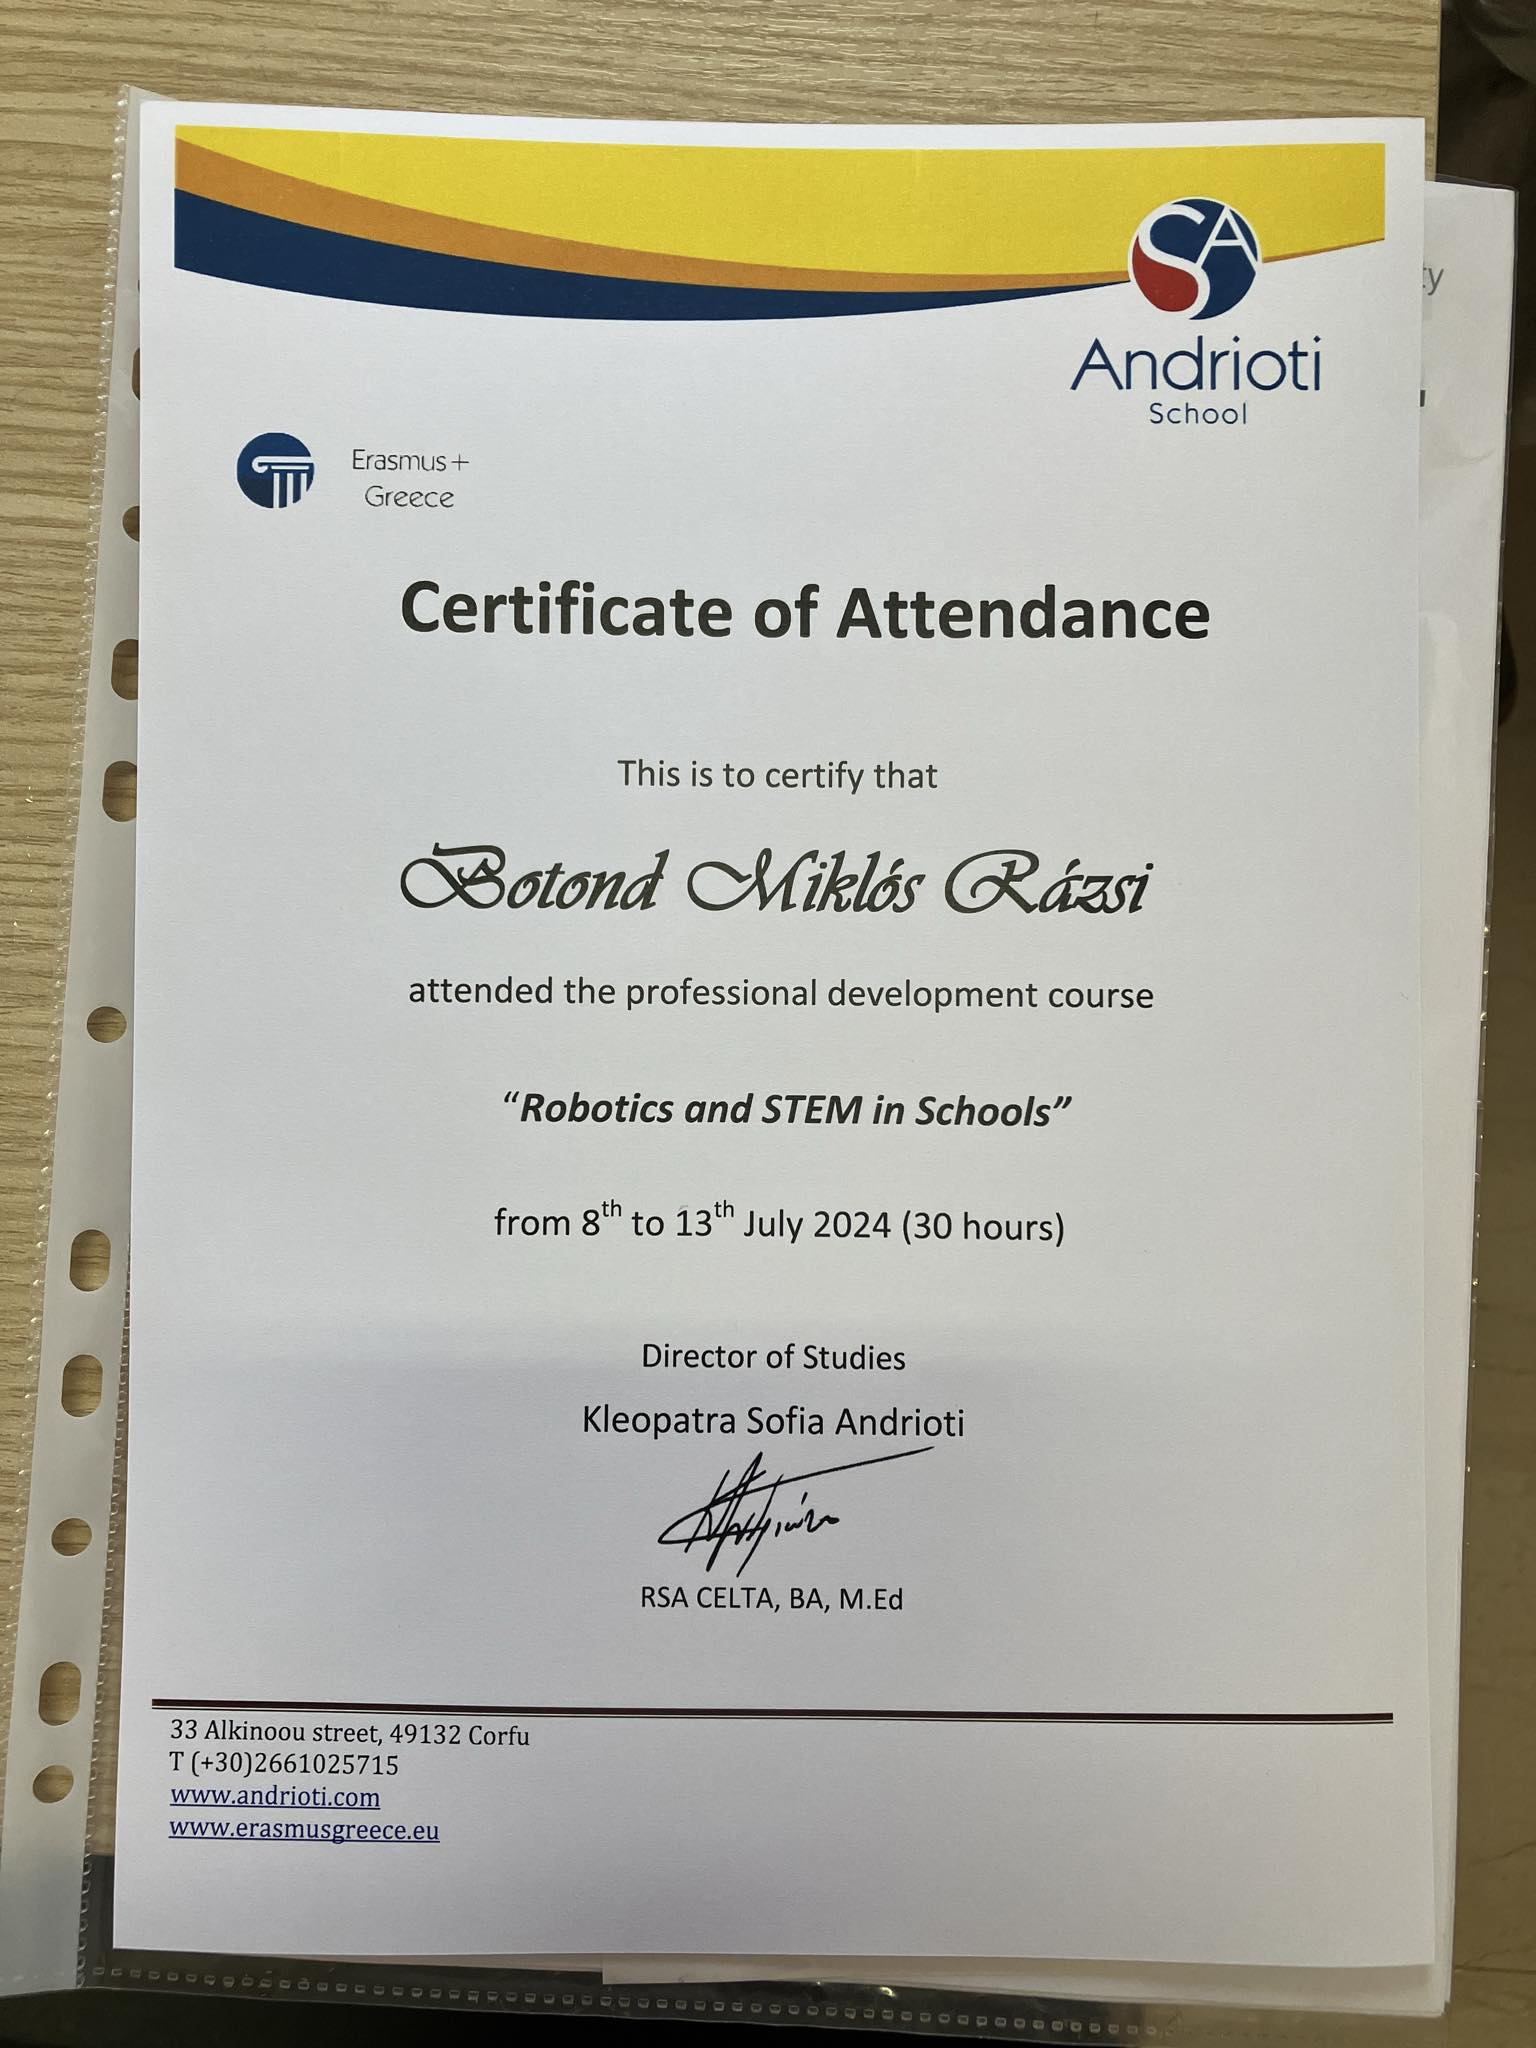 SA
Andrioti
School
Erasmus+
Greece
Certificate of Attendance
This is to certify that
Botond Miklós Rázsi
attended the professional development course
“Robotics and STEM in Schools”
from 8th to 13th July 2024 (30 hours)
Director of Studies
Kleopatra Sofia Andrioti
RSA CELTA, BA, M.Ed
33 Alkinoou street, 49132 Corfu
T (+30)2661025715
www.andrioti.com
www.erasmusgreece.eu